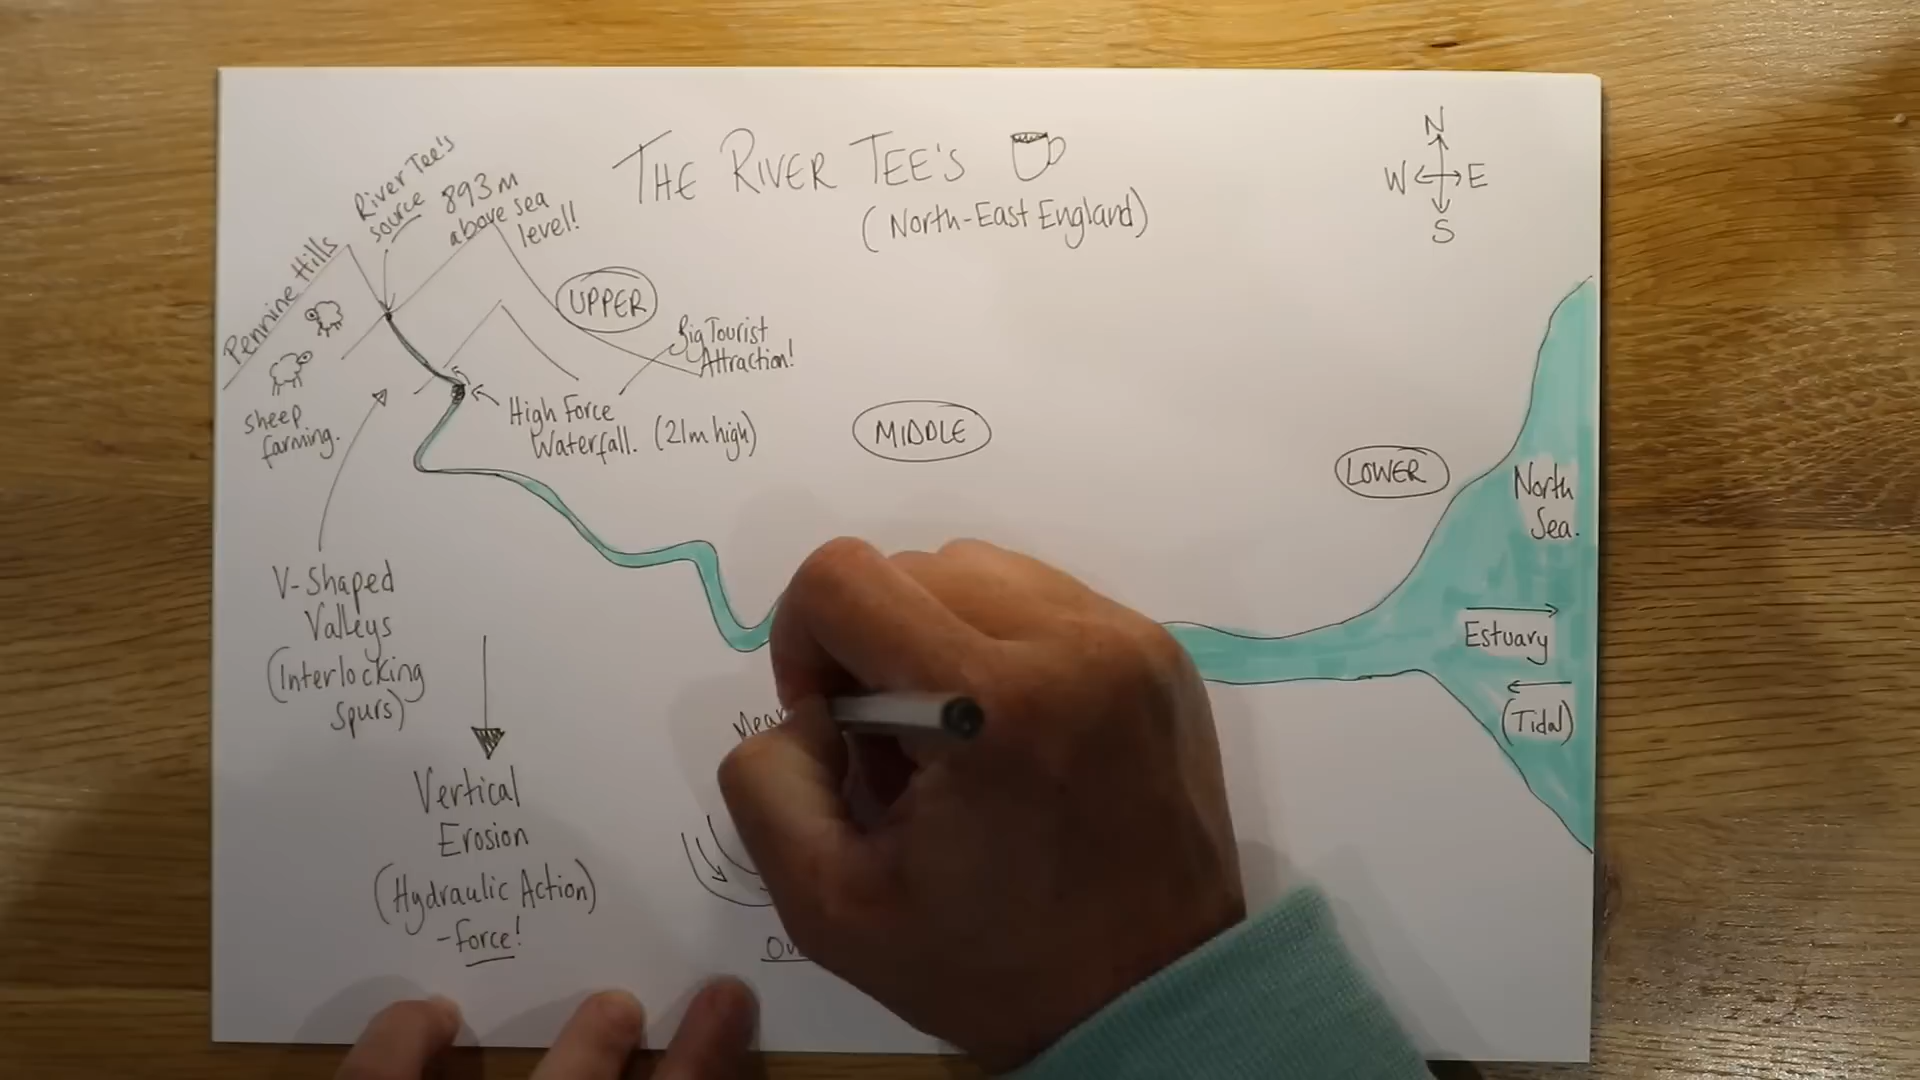 THE RIVER TEE'S
(North-East England)
N
W E
S
River Tee's
source
893m
above sea
level!
Pennine Hills
sheep
farming.
UPPER
Big Tourist
Attraction!
High Force
Waterfall. (21m high)
MIDDLE
LOWER
North
Sea.
Estuary
(Tidal)
V-Shaped
Valleys
(Interlocking
Spurs)
Vertical
Erosion
(Hydraulic Action)
-force!